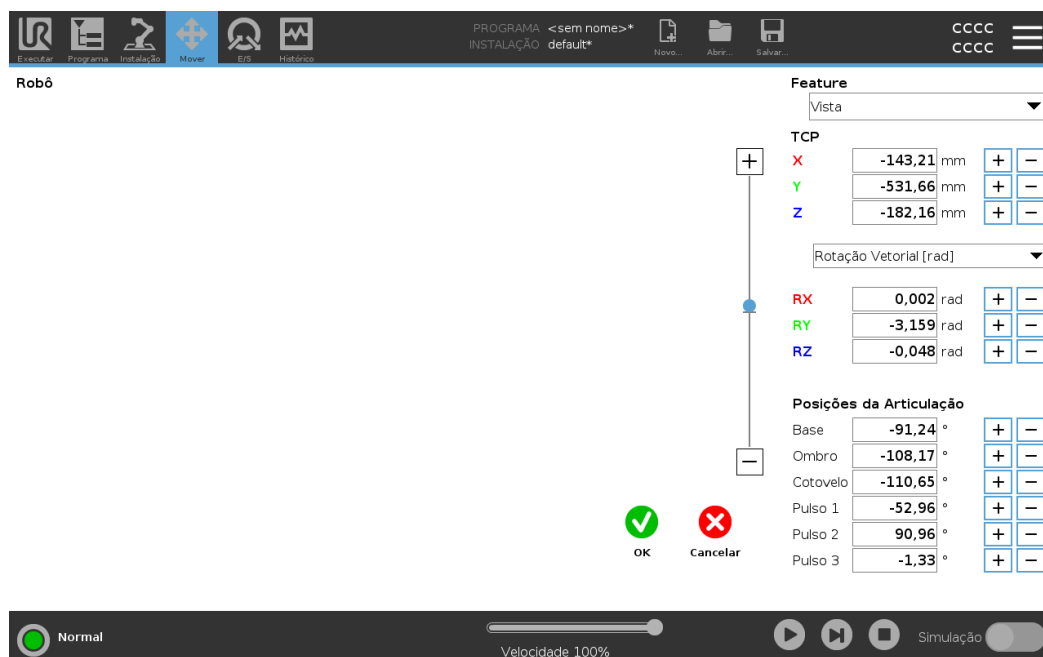 UR
PROGRAMA <sem nome>*
INSTALAÇÃO default*
CCCC
CCCC
Executar Programa Instalação Mover E/S Histórico Novo... Abrir... Salvar...
Robô
Feature
Vista
TCP
X -143,21 mm + −
Y -531,66 mm + −
Z -182,16 mm + −
Rotação Vetorial [rad]
RX 0,002 rad + −
RY -3,159 rad + −
RZ -0,048 rad + −
Posições da Articulação
Base -91,24 ° + −
Ombro -108,17 ° + −
Cotovelo -110,65 ° + −
Pulso 1 -52,96 ° + −
Pulso 2 90,96 ° + −
Pulso 3 -1,33 ° + −
+
−
OK Cancelar
Normal
Velocidade 100%
Simulação